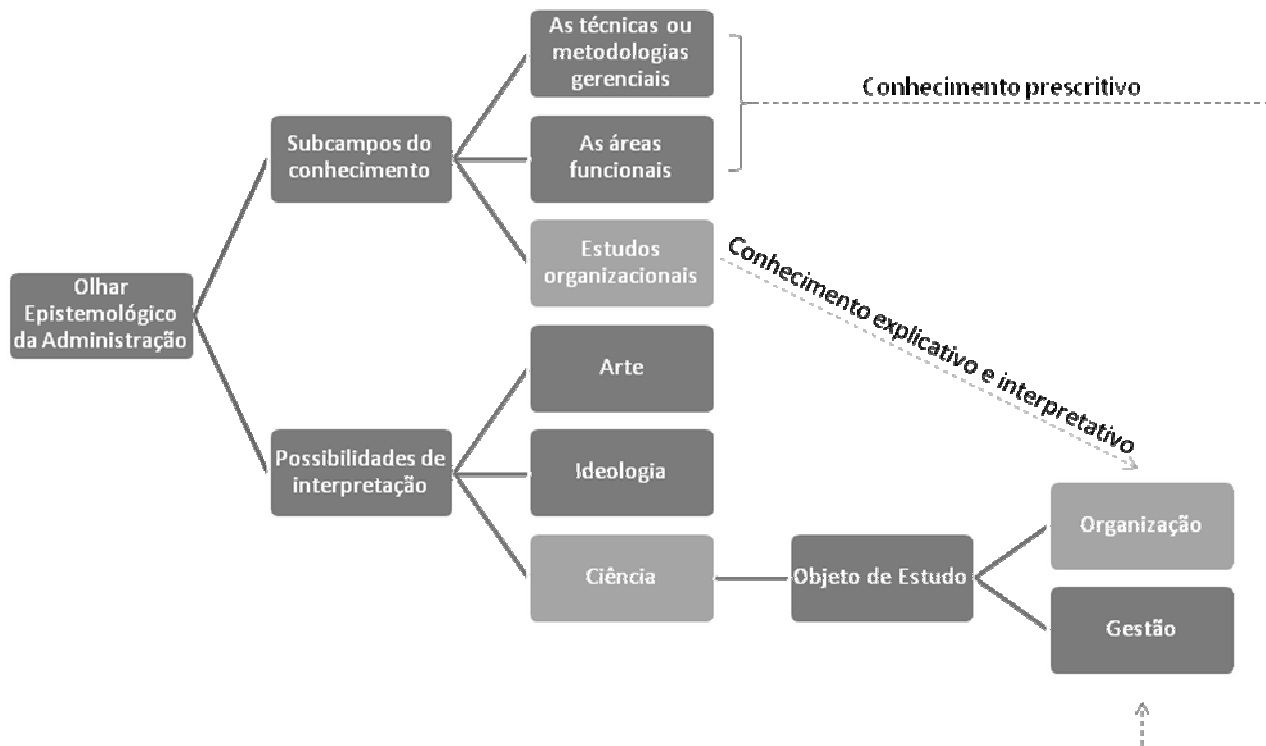 As técnicas ou
metodologias
gerenciais
Conhecimento prescritivo
Subcampos do
conhecimento
As áreas
funcionais
Estudos
organizacionais
Conhecimento explicativo e interpretativo
Olhar
Epistemológico
da Administração
Arte
Possibilidades de
interpretação
Ideologia
Ciência
Objeto de Estudo
Organização
Gestão